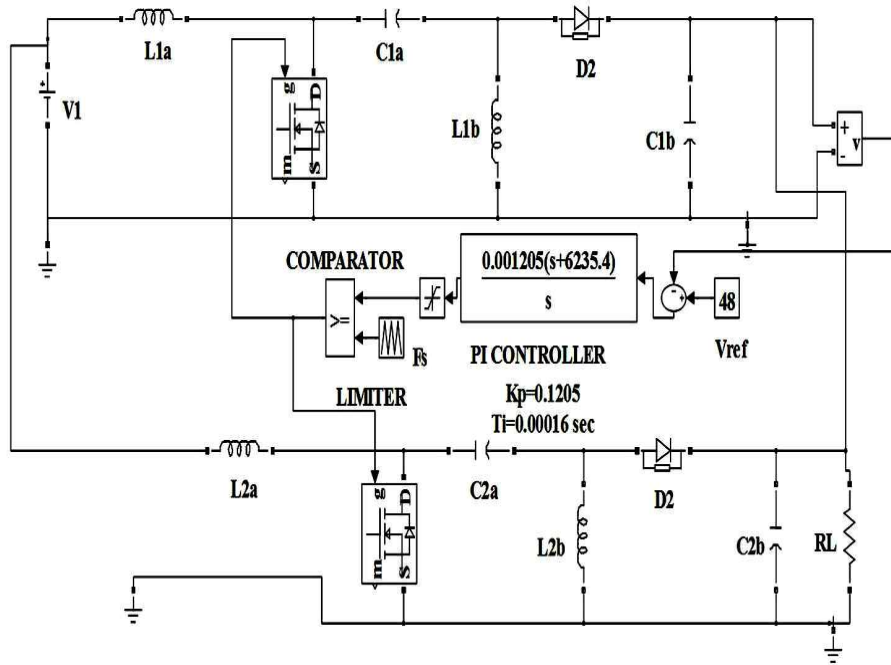 L1a
C1a
D2
V1
g
D
m
S
L1b
C1b
+
v
-
COMPARATOR
0.001205(s+6235.4)
s
>=
Fs
-
+
48
Vref
PI CONTROLLER
Kp=0.1205
Ti=0.00016 sec
LIMITER
L2a
C2a
D2
g
D
m
S
L2b
C2b
RL